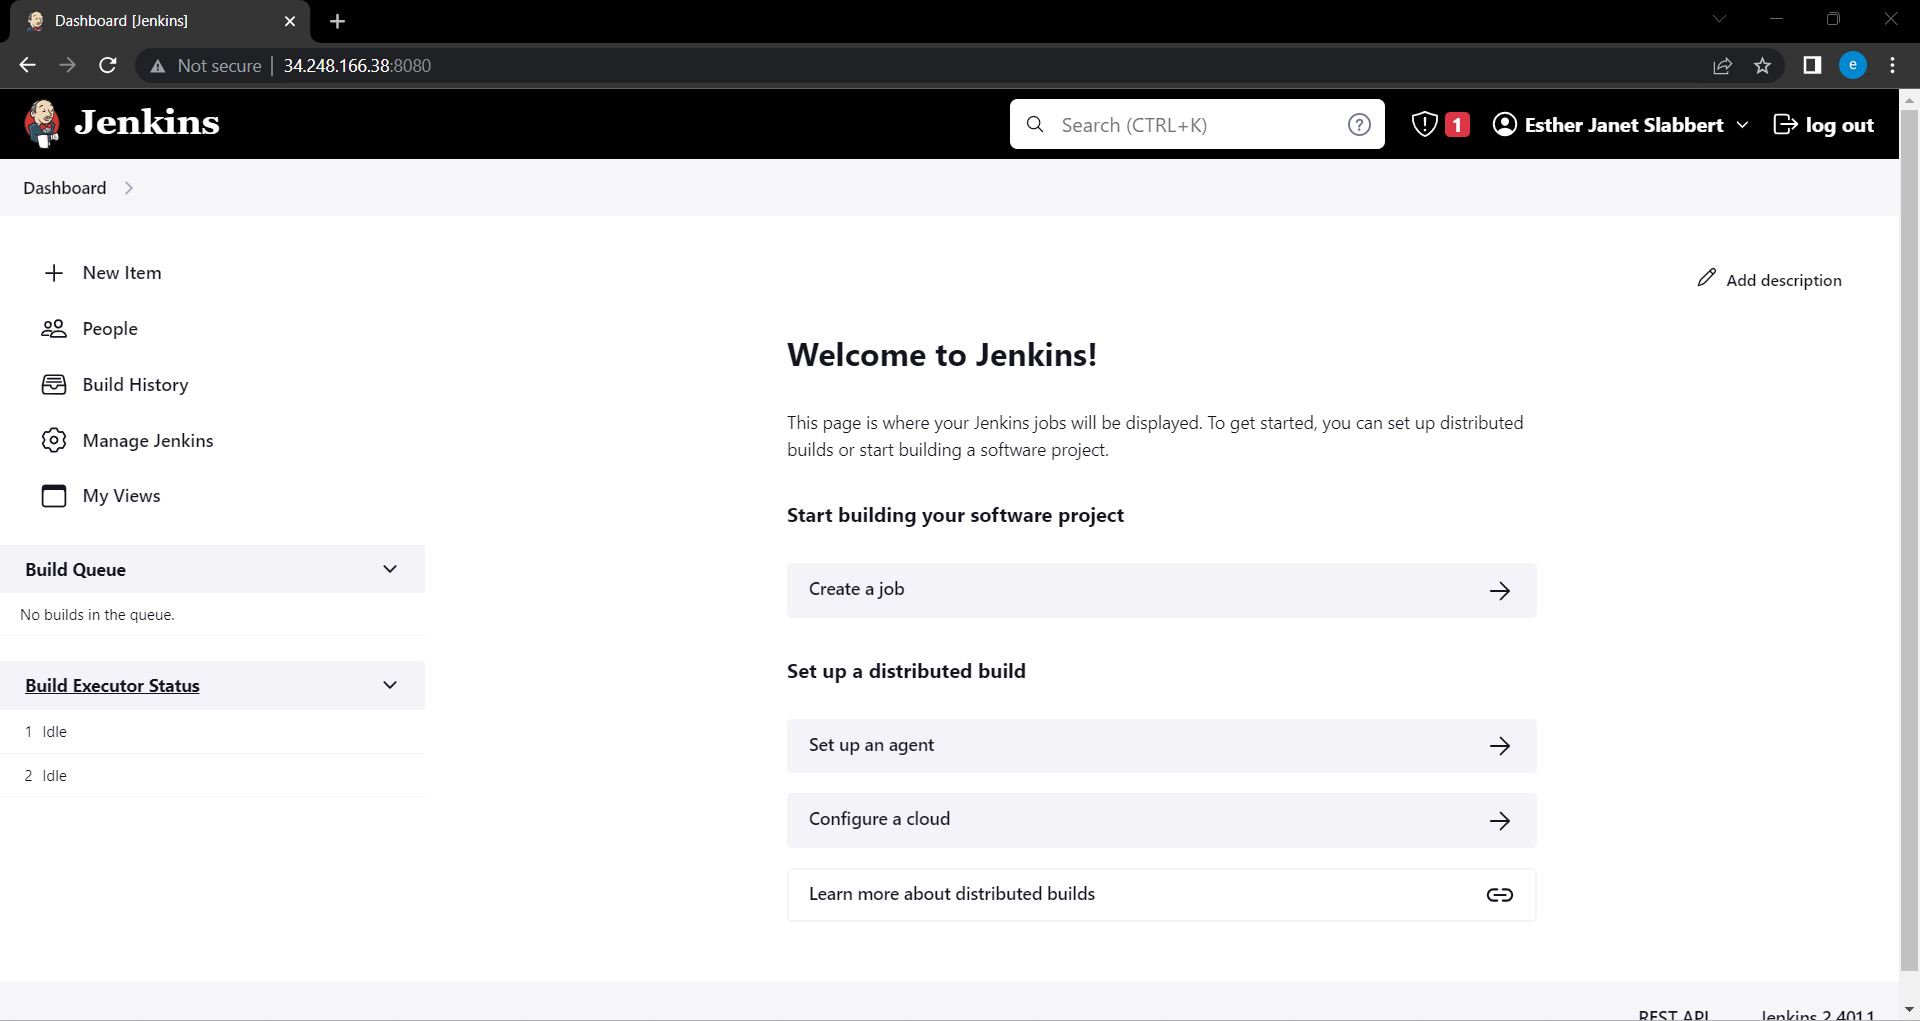 Dashboard [Jenkins]
Not secure
34.248.166.38:8080
e
Jenkins
Search (CTRL+K)
1
Esther Janet Slabbert
log out
Dashboard
New Item
People
Build History
Manage Jenkins
My Views
Build Queue
No builds in the queue.
Build Executor Status
1 Idle
2 Idle
Add description
Welcome to Jenkins!
This page is where your Jenkins jobs will be displayed. To get started, you can set up distributed
builds or start building a software project.
Start building your software project
Create a job
Set up a distributed build
Set up an agent
Configure a cloud
Learn more about distributed builds
REST API
Jenkins 2.401.1